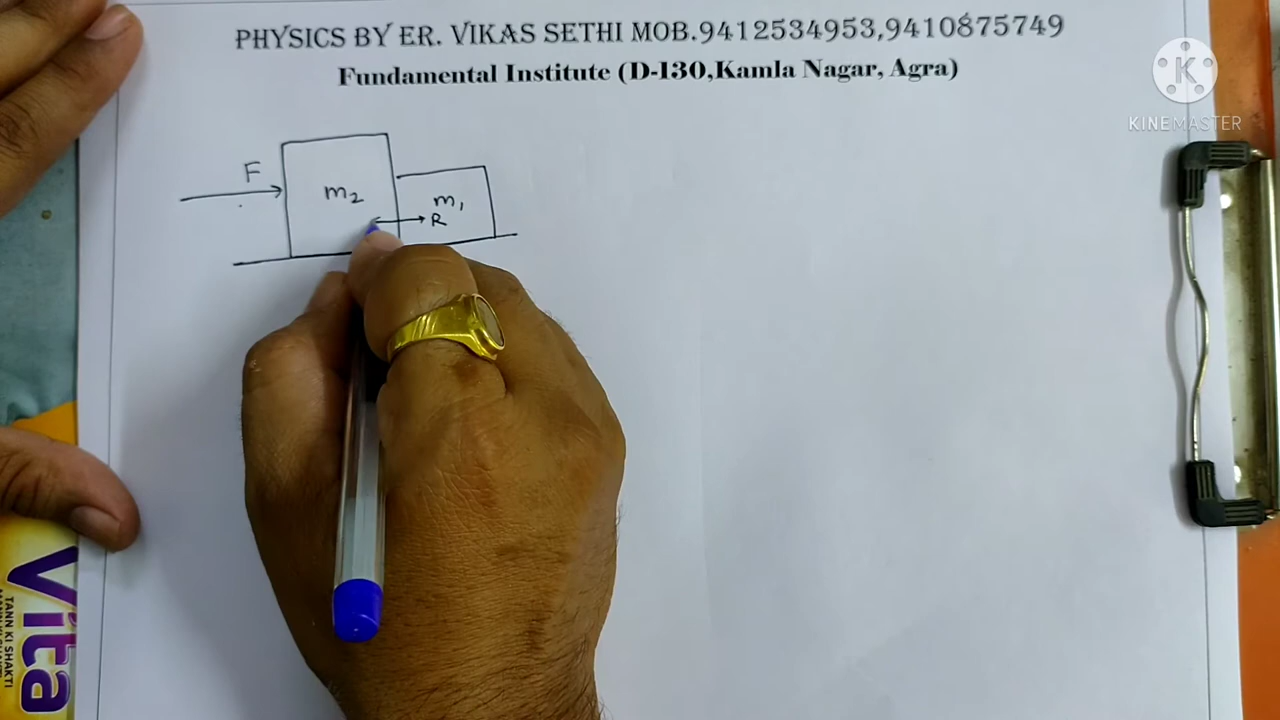 PHYSICS BY ER. VIKAS SETHI MOB.9412534953,9410875749
Fundamental Institute (D-130,Kamla Nagar, Agra)
K
KINEMASTER
F
m₂
m₁
R
Vita
TANN KI SHAKTI